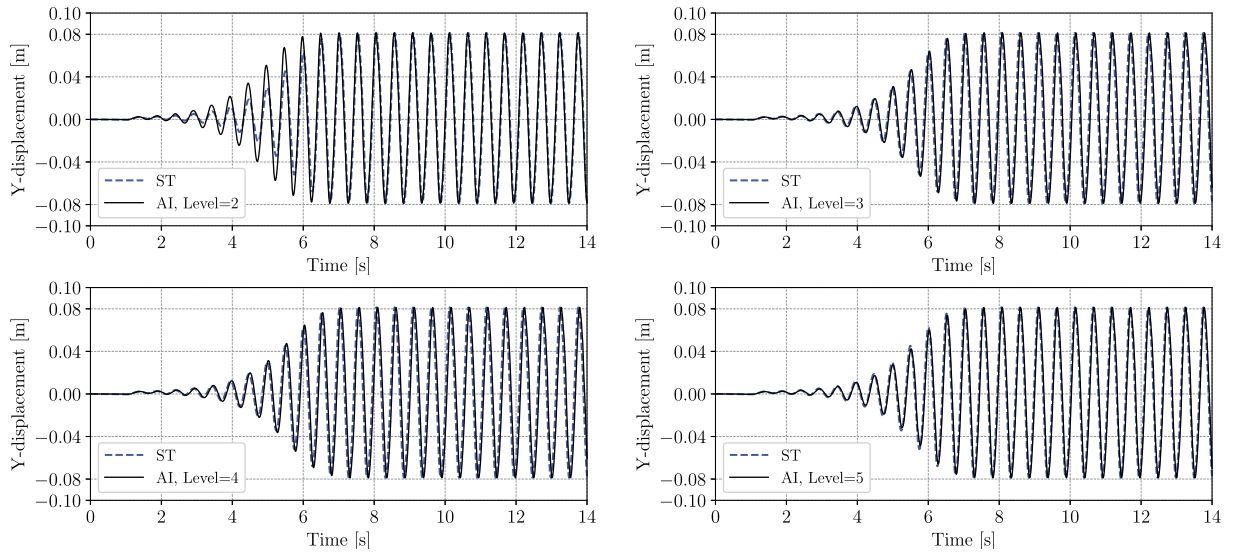 0.10
0.08
0.04
0.00
−0.04
−0.08
−0.10
Y-displacement [m]
ST
AI, Level=2
0 2 4 6 8 10 12 14
Time [s]
0.10
0.08
0.04
0.00
−0.04
−0.08
−0.10
Y-displacement [m]
ST
AI, Level=3
0 2 4 6 8 10 12 14
Time [s]
0.10
0.08
0.04
0.00
−0.04
−0.08
−0.10
Y-displacement [m]
ST
AI, Level=4
0 2 4 6 8 10 12 14
Time [s]
0.10
0.08
0.04
0.00
−0.04
−0.08
−0.10
Y-displacement [m]
ST
AI, Level=5
0 2 4 6 8 10 12 14
Time [s]